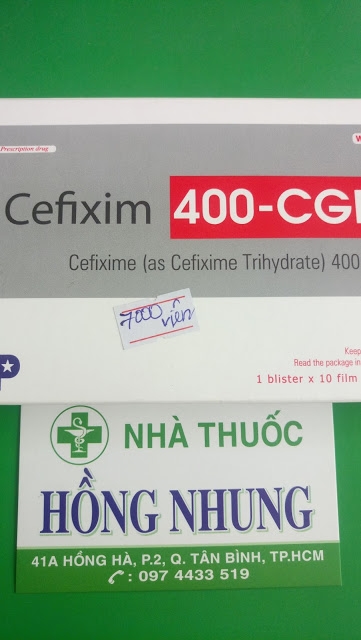 Prescription drug
W
Cefixim 400-CGP
Cefixime (as Cefixime Trihydrate) 400
7000
viên
Keep
Read the package in
1 blister x 10 film
P
NHÀ THUỐC
HỒNG NHUNG
41A HỒNG HÀ, P.2, Q. TÂN BÌNH, TP.HCM
: 097 4433 519